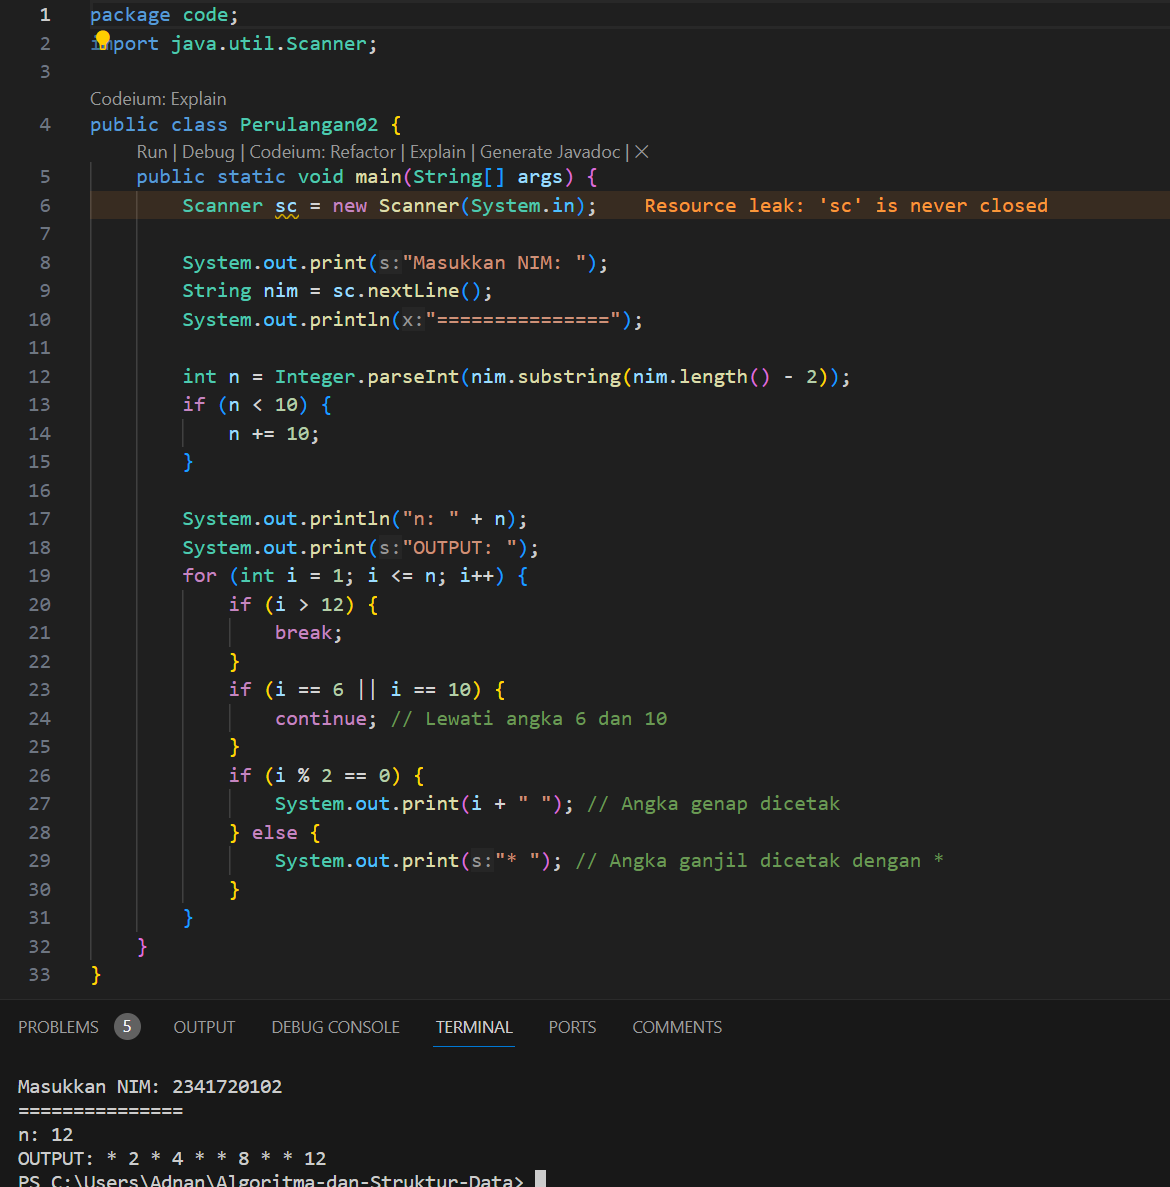 1 package code;
2 import java.util.Scanner;
3
Codeium: Explain
4 public class Perulangan02 {
Run | Debug | Codeium: Refactor | Explain | Generate Javadoc | ✕
5     public static void main(String[] args) {
6         Scanner sc = new Scanner(System.in);    Resource leak: 'sc' is never closed
7
8         System.out.print(s:"Masukkan NIM: ");
9         String nim = sc.nextLine();
10         System.out.println(x:"===============");
11
12         int n = Integer.parseInt(nim.substring(nim.length() - 2));
13         if (n < 10) {
14             n += 10;
15         }
16
17         System.out.println("n: " + n);
18         System.out.print(s:"OUTPUT: ");
19         for (int i = 1; i <= n; i++) {
20             if (i > 12) {
21                 break;
22             }
23             if (i == 6 || i == 10) {
24                 continue; // Lewati angka 6 dan 10
25             }
26             if (i % 2 == 0) {
27                 System.out.print(i + " "); // Angka genap dicetak
28             } else {
29                 System.out.print(s:"* "); // Angka ganjil dicetak dengan *
30             }
31         }
32     }
33 }
PROBLEMS 5 OUTPUT DEBUG CONSOLE TERMINAL PORTS COMMENTS
Masukkan NIM: 2341720102
===============
n: 12
OUTPUT: * 2 * 4 * * 8 * * 12
PS C:\Users\Adnan\Algoritma-dan-Struktur-Data>